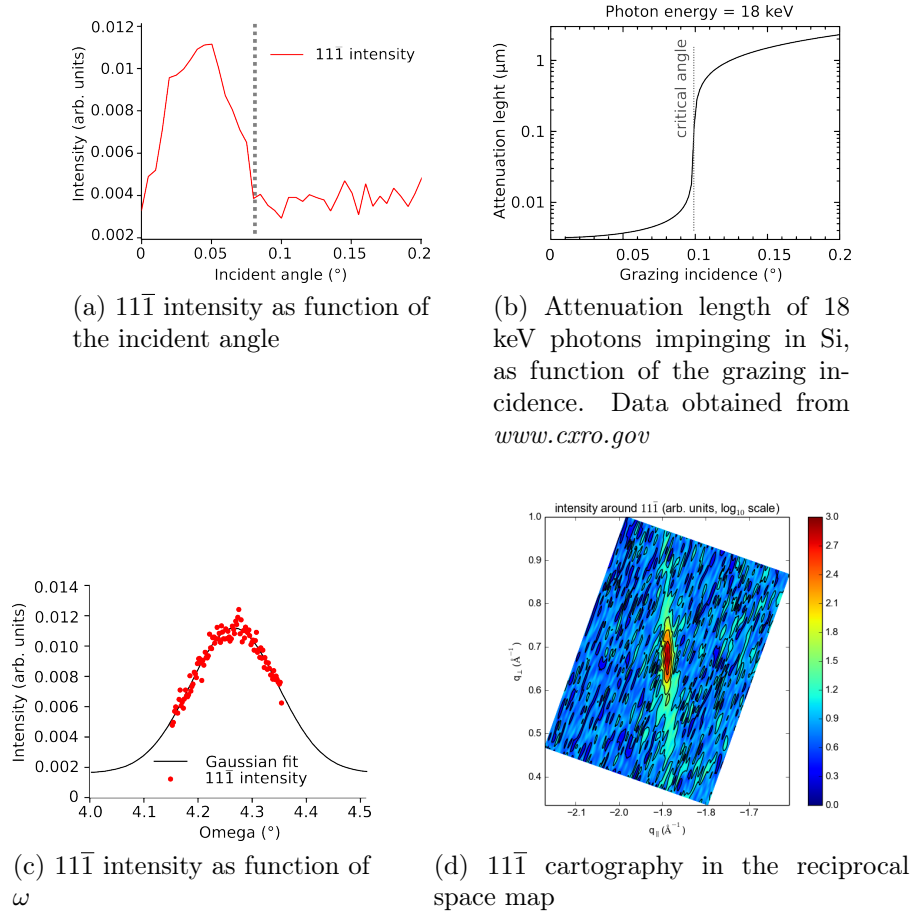 0.012
0.01
0.008
0.006
0.004
0.002
Intensity (arb. units)
111̅ intensity
0 0.05 0.1 0.15 0.2
Incident angle (°)
(a) 111̅ intensity as function of
the incident angle
Photon energy = 18 keV
Attenuation leght (μm)
1
0.1
0.01
critical angle
0 0.05 0.1 0.15 0.2
Grazing incidence (°)
(b) Attenuation length of 18
keV photons impinging in Si,
as function of the grazing in-
cidence. Data obtained from
www.cxro.gov
0.014
0.012
0.01
0.008
0.006
0.004
0.002
0
Intensity (arb. units)
Gaussian fit
111̅ intensity
4.0 4.1 4.2 4.3 4.4 4.5
Omega (°)
(c) 111̅ intensity as function of
ω
intensity around 111̅ (arb. units, log₁₀ scale)
1.0
0.9
0.8
0.7
0.6
0.5
0.4
q⊥(Å⁻¹)
−2.1 −2.0 −1.9 −1.8 −1.7
q∥(Å⁻¹)
3.0
2.7
2.4
2.1
1.8
1.5
1.2
0.9
0.6
0.3
0.0
(d) 111̅ cartography in the reciprocal
space map